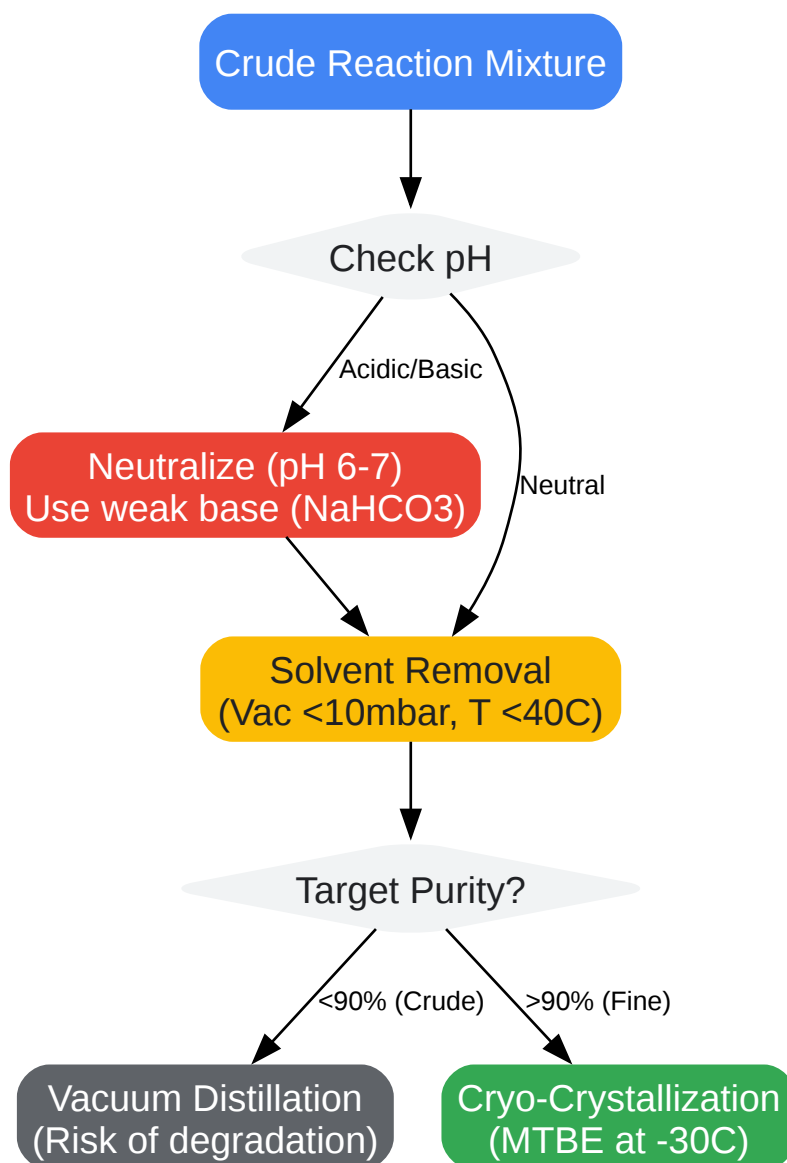 Crude Reaction Mixture
Check pH
Acidic/Basic
Neutralize (pH 6-7)
Use weak base (NaHCO3)
Neutral
Solvent Removal
(Vac <10mbar, T <40C)
Target Purity?
<90% (Crude)
>90% (Fine)
Vacuum Distillation
(Risk of degradation)
Cryo-Crystallization
(MTBE at -30C)